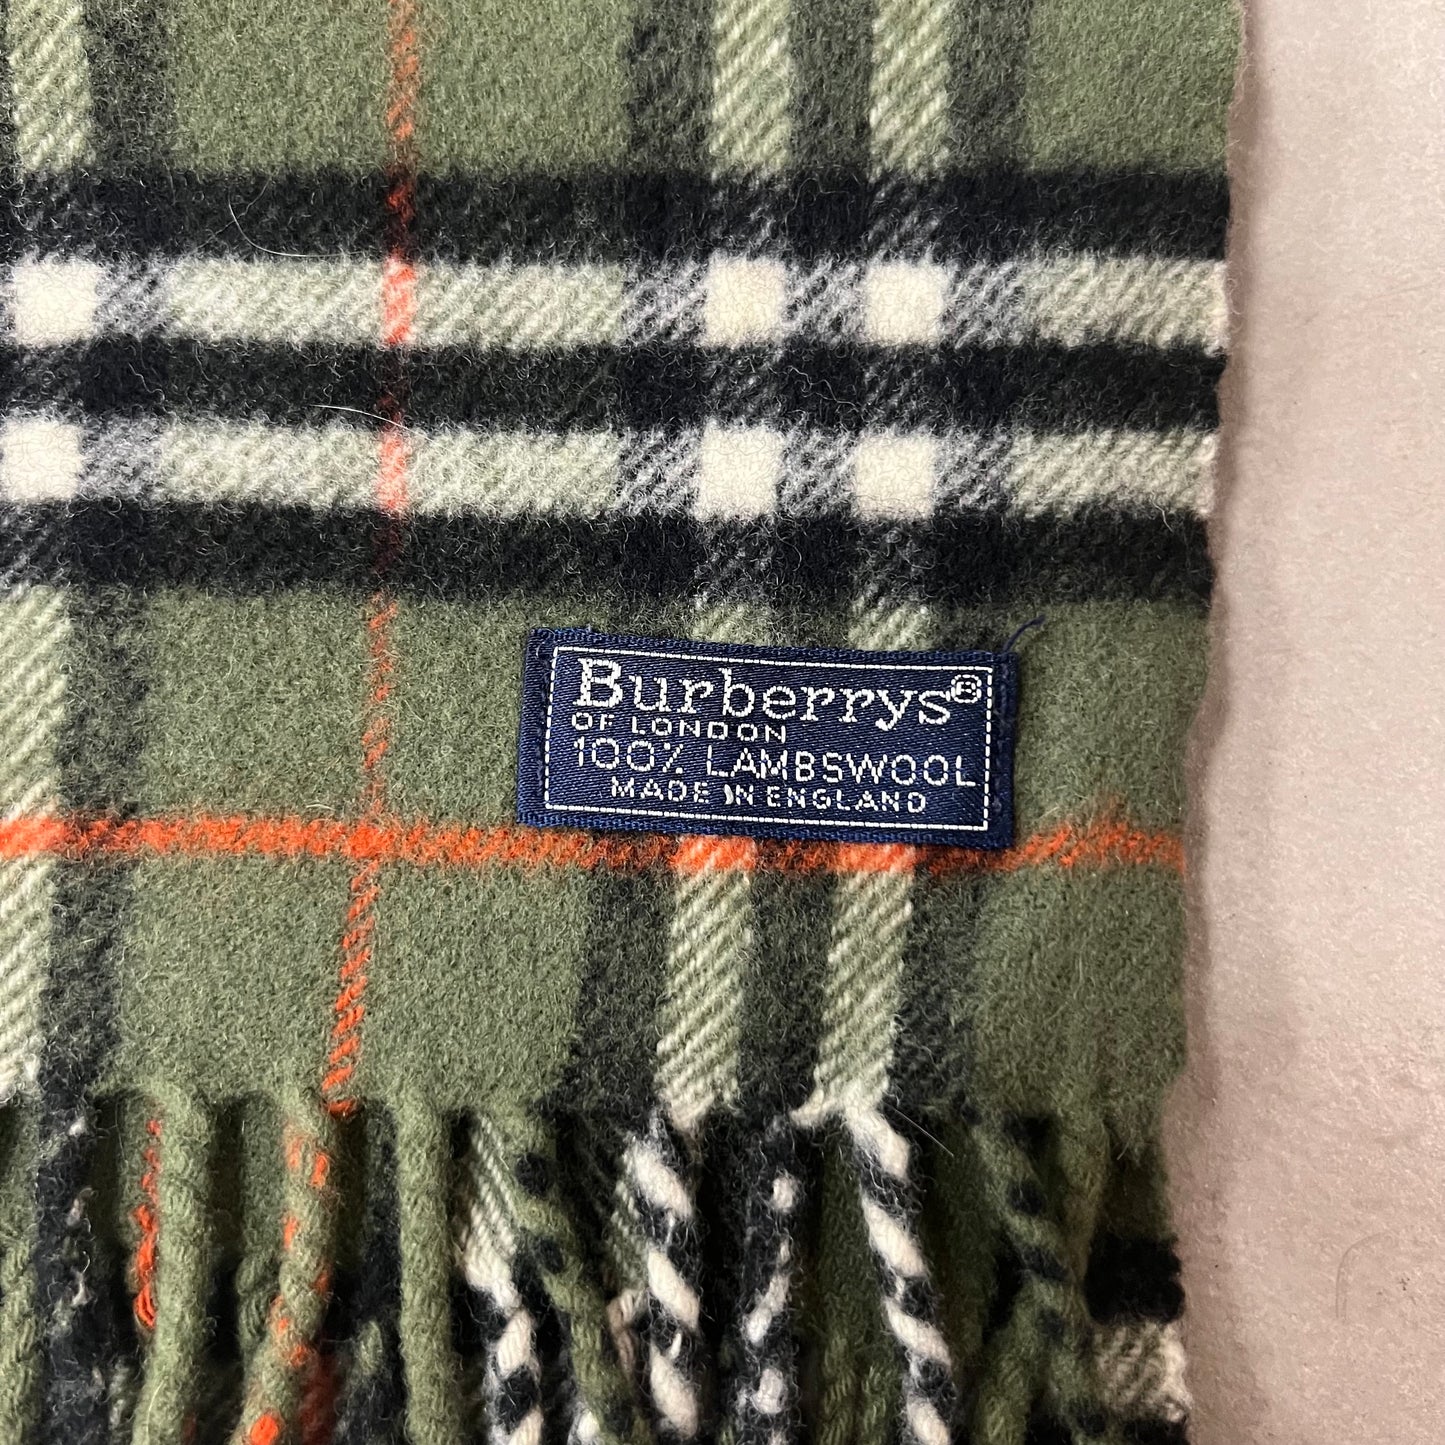 Burberrys®
OF LONDON
100% LAMBSWOOL
MADE IN ENGLAND